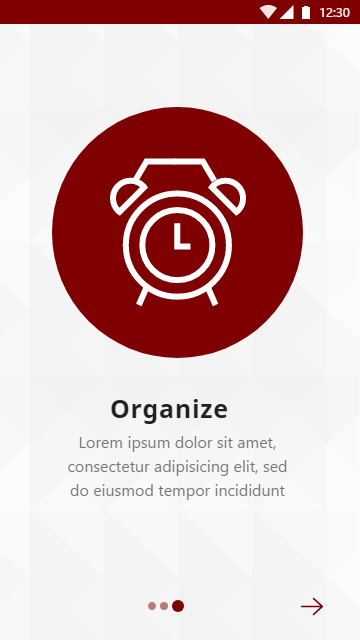 12:30
Organize
Lorem ipsum dolor sit amet,
consectetur adipisicing elit, sed
do eiusmod tempor incididunt